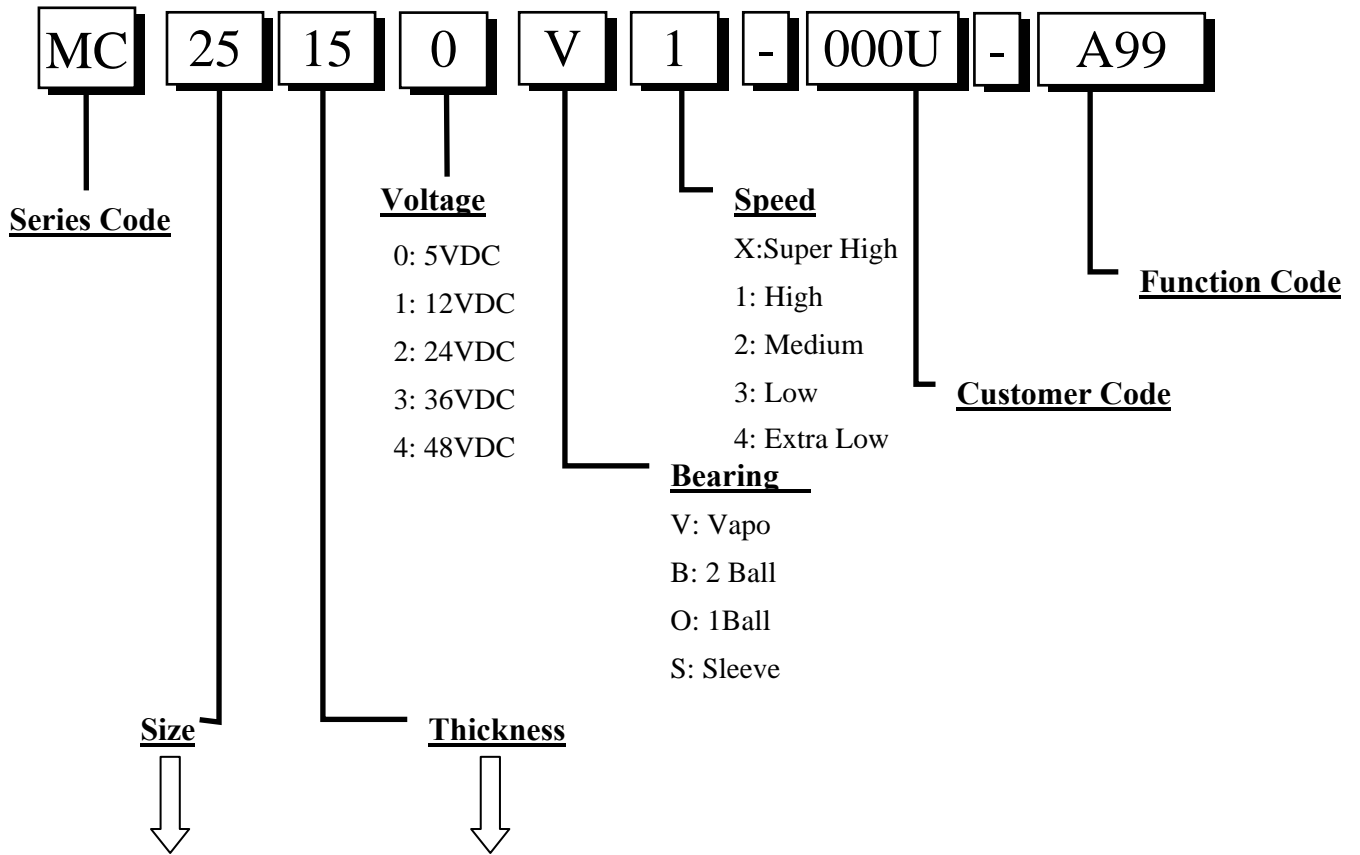 MC 25 15 0 V 1 - 000U - A99
Series Code
Voltage
0: 5VDC
1: 12VDC
2: 24VDC
3: 36VDC
4: 48VDC
Speed
X:Super High
1: High
2: Medium
3: Low
4: Extra Low
Function Code
Customer Code
Bearing
V: Vapo
B: 2 Ball
O: 1Ball
S: Sleeve
Size
Thickness